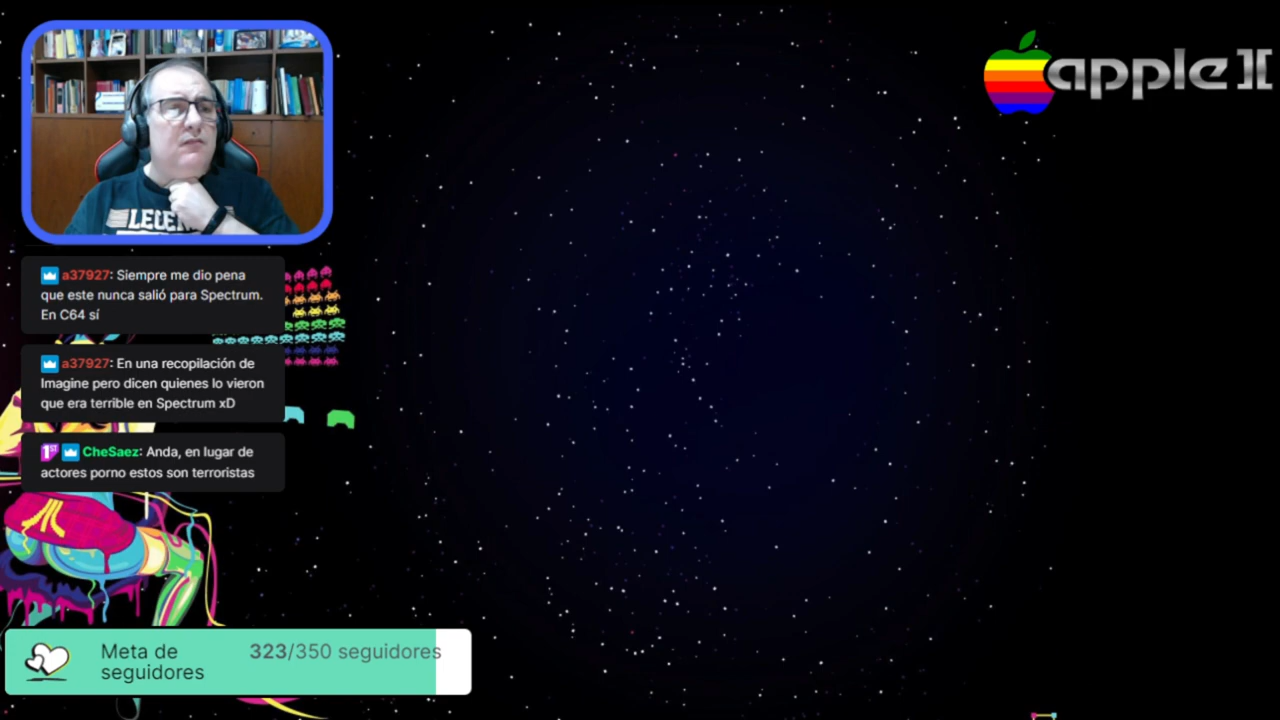 apple ][
LEGEN
a37927: Siempre me dio pena
que este nunca salió para Spectrum.
En C64 sí
a37927: En una recopilación de
Imagine pero dicen quienes lo vieron
que era terrible en Spectrum xD
1ST CheSaez: Anda, en lugar de
actores porno estos son terroristas
Meta de
seguidores
323/350 seguidores